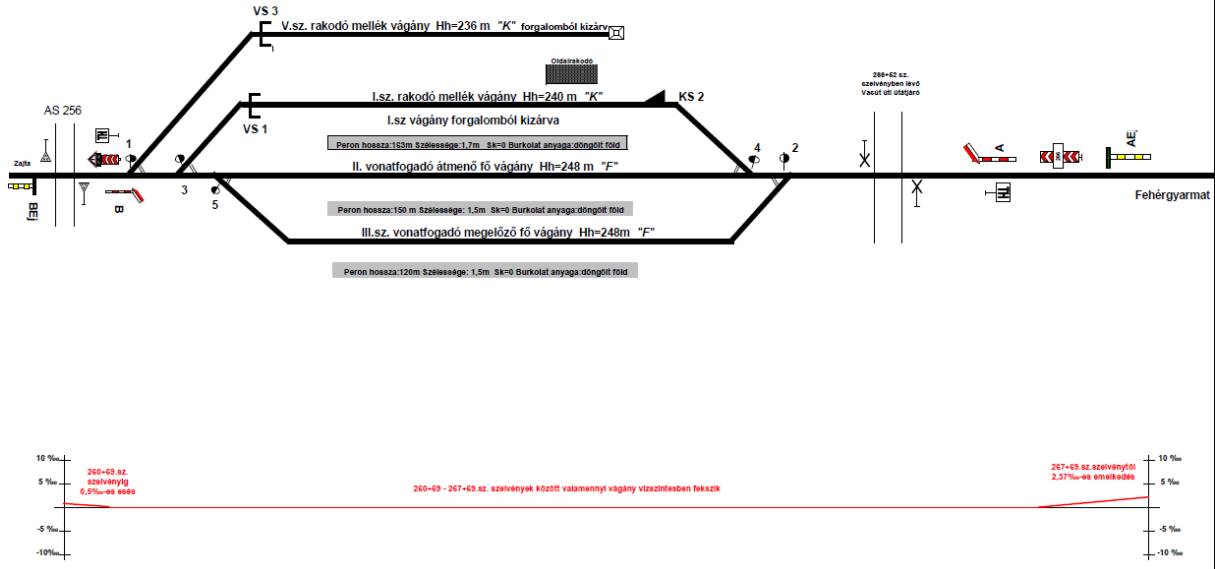 VS 3
V.sz. rakodó mellék vágány Hh=236 m "K" forgalomból kizárv
Oldalrakodó
266+62 sz.
szelvényben lévő
Vasút úti útátjáró
AS 256
I.sz. rakodó mellék vágány Hh=240 m "K"
KS 2
VS 1
I.sz vágány forgalomból kizárva
1
Peron hossza:163m Szélessége:1,7m Sk=0 Burkolat anyaga:döngölt föld
4
2
A
AEj
Zajta
II. vonatfogadó átmenő fő vágány Hh=248 m "F"
3
5
B
BEj
TH
Fehérgyarmat
Peron hossza:150 m Szélessége: 1,5m Sk=0 Burkolat anyaga:döngölt föld
III.sz. vonatfogadó megelőző fő vágány Hh=248m "F"
Peron hossza:120m Szélessége: 1,5m Sk=0 Burkolat anyaga:döngölt föld
10 ‰
5 ‰
-5 ‰
-10‰
260+69.sz.
szelvényig
0,5‰-es esés
260+69 - 267+69.sz. szelvények között valamennyi vágány vízszintesben fekszik
267+69.sz.szelvénytől
2,37‰-es emelkedés
10 ‰
5 ‰
-5 ‰
-10 ‰